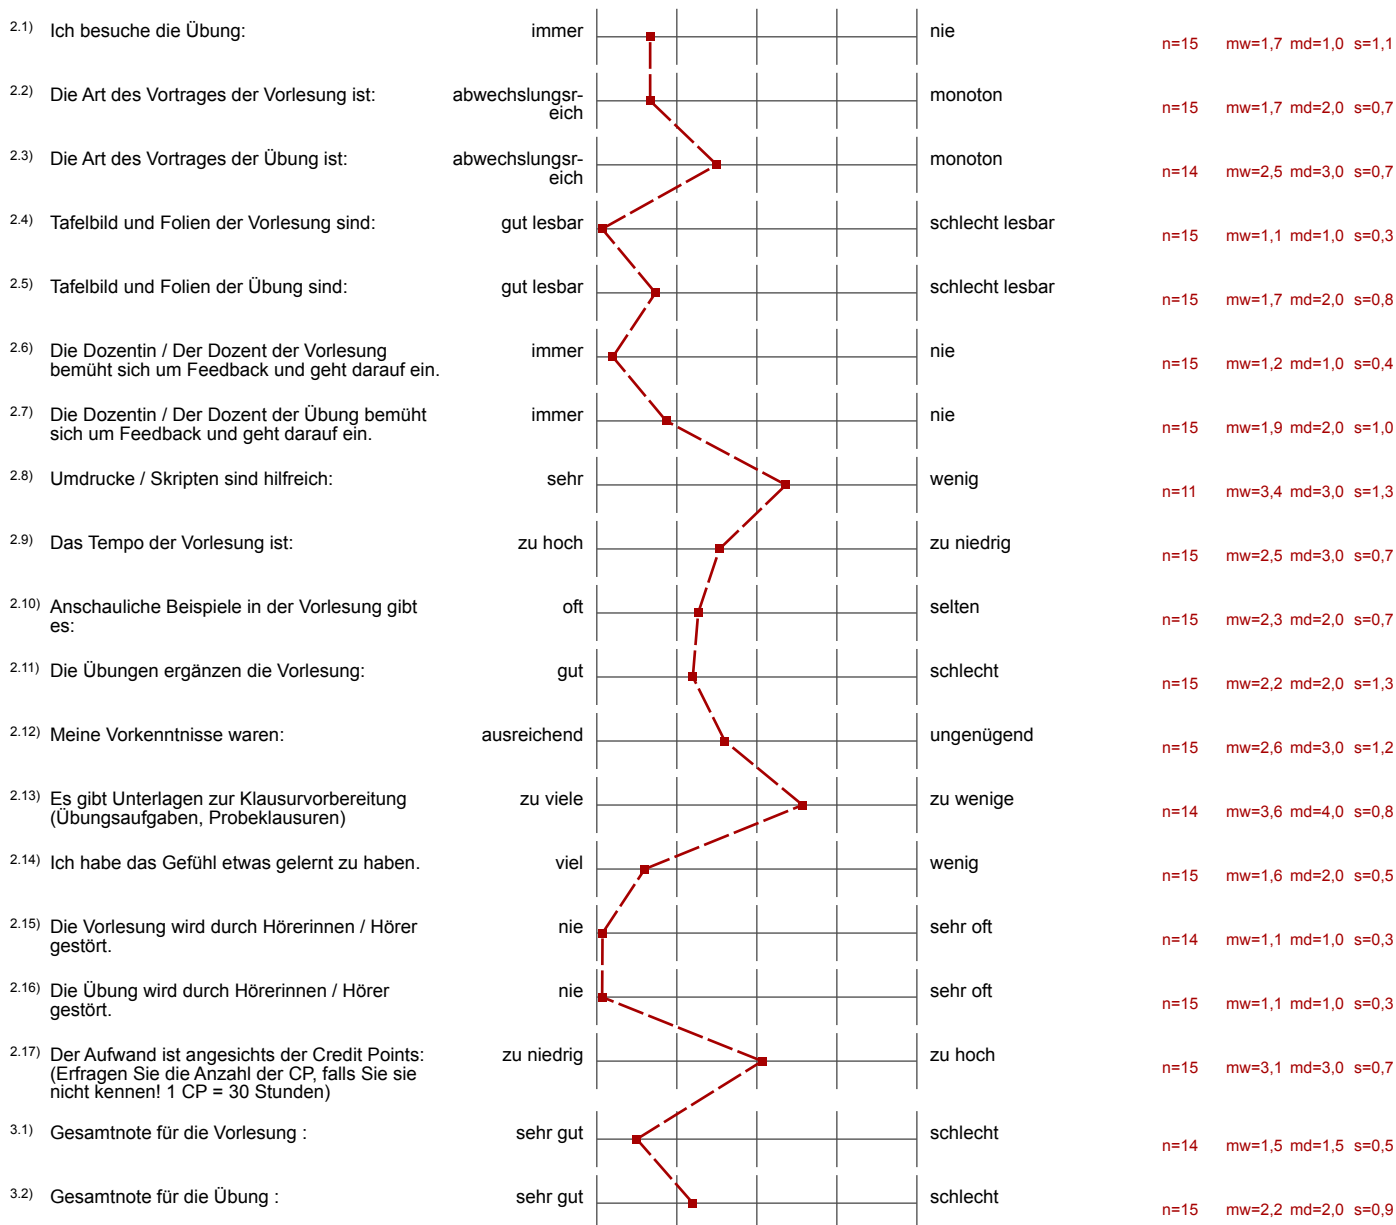 2.1) Ich besuche die Übung: immer nie n=15 mw=1,7 md=1,0 s=1,1
2.2) Die Art des Vortrages der Vorlesung ist: abwechslungsr-
eich monoton n=15 mw=1,7 md=2,0 s=0,7
2.3) Die Art des Vortrages der Übung ist: abwechslungsr-
eich monoton n=14 mw=2,5 md=3,0 s=0,7
2.4) Tafelbild und Folien der Vorlesung sind: gut lesbar schlecht lesbar n=15 mw=1,1 md=1,0 s=0,3
2.5) Tafelbild und Folien der Übung sind: gut lesbar schlecht lesbar n=15 mw=1,7 md=2,0 s=0,8
2.6) Die Dozentin / Der Dozent der Vorlesung
bemüht sich um Feedback und geht darauf ein. immer nie n=15 mw=1,2 md=1,0 s=0,4
2.7) Die Dozentin / Der Dozent der Übung bemüht
sich um Feedback und geht darauf ein. immer nie n=15 mw=1,9 md=2,0 s=1,0
2.8) Umdrucke / Skripten sind hilfreich: sehr wenig n=11 mw=3,4 md=3,0 s=1,3
2.9) Das Tempo der Vorlesung ist: zu hoch zu niedrig n=15 mw=2,5 md=3,0 s=0,7
2.10) Anschauliche Beispiele in der Vorlesung gibt
es: oft selten n=15 mw=2,3 md=2,0 s=0,7
2.11) Die Übungen ergänzen die Vorlesung: gut schlecht n=15 mw=2,2 md=2,0 s=1,3
2.12) Meine Vorkenntnisse waren: ausreichend ungenügend n=15 mw=2,6 md=3,0 s=1,2
2.13) Es gibt Unterlagen zur Klausurvorbereitung
(Übungsaufgaben, Probeklausuren) zu viele zu wenige n=14 mw=3,6 md=4,0 s=0,8
2.14) Ich habe das Gefühl etwas gelernt zu haben. viel wenig n=15 mw=1,6 md=2,0 s=0,5
2.15) Die Vorlesung wird durch Hörerinnen / Hörer
gestört. nie sehr oft n=14 mw=1,1 md=1,0 s=0,3
2.16) Die Übung wird durch Hörerinnen / Hörer
gestört. nie sehr oft n=15 mw=1,1 md=1,0 s=0,3
2.17) Der Aufwand ist angesichts der Credit Points:
(Erfragen Sie die Anzahl der CP, falls Sie sie
nicht kennen! 1 CP = 30 Stunden) zu niedrig zu hoch n=15 mw=3,1 md=3,0 s=0,7
3.1) Gesamtnote für die Vorlesung : sehr gut schlecht n=14 mw=1,5 md=1,5 s=0,5
3.2) Gesamtnote für die Übung : sehr gut schlecht n=15 mw=2,2 md=2,0 s=0,9